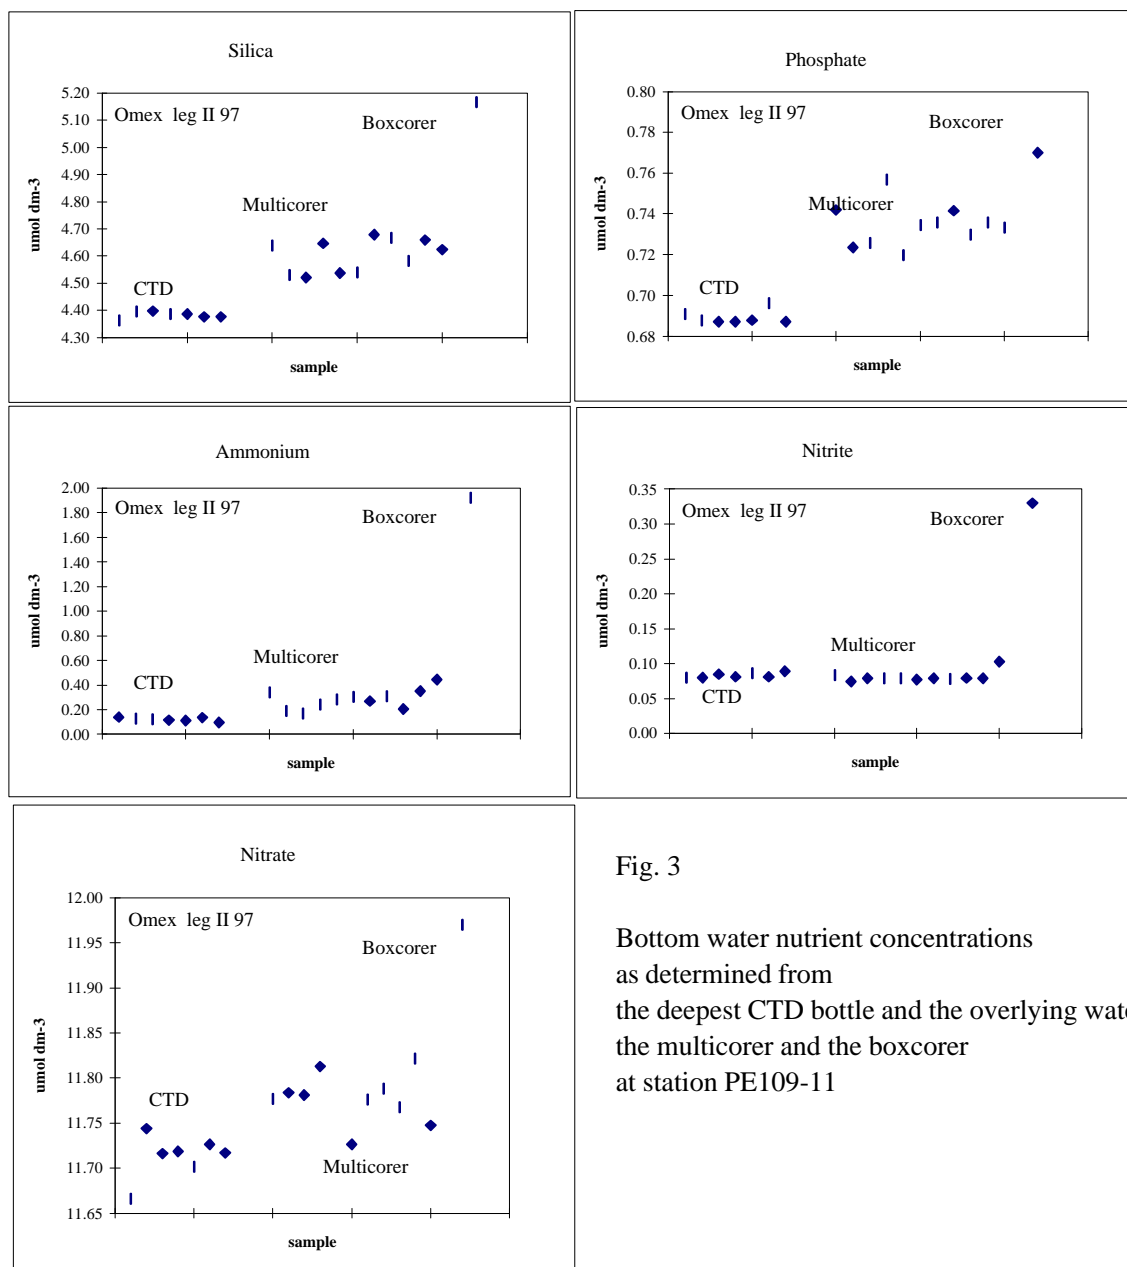 Silica
5.20
5.10
5.00
4.90
4.80
4.70
4.60
4.50
4.40
4.30
umol dm-3
Omex leg II 97
Boxcorer
Multicorer
CTD
sample
Phosphate
0.80
0.78
0.76
0.74
0.72
0.70
0.68
umol dm-3
Omex leg II 97
Boxcorer
Multicorer
CTD
sample
Ammonium
2.00
1.80
1.60
1.40
1.20
1.00
0.80
0.60
0.40
0.20
0.00
umol dm-3
Omex leg II 97
Boxcorer
Multicorer
CTD
sample
Nitrite
0.35
0.30
0.25
0.20
0.15
0.10
0.05
0.00
umol dm-3
Omex leg II 97
Boxcorer
Multicorer
CTD
sample
Nitrate
12.00
11.95
11.90
11.85
11.80
11.75
11.70
11.65
umol dm-3
Omex leg II 97
Boxcorer
CTD
Multicorer
sample
Fig. 3
Bottom water nutrient concentrations
as determined from
the deepest CTD bottle and the overlying wat
the multicorer and the boxcorer
at station PE109-11